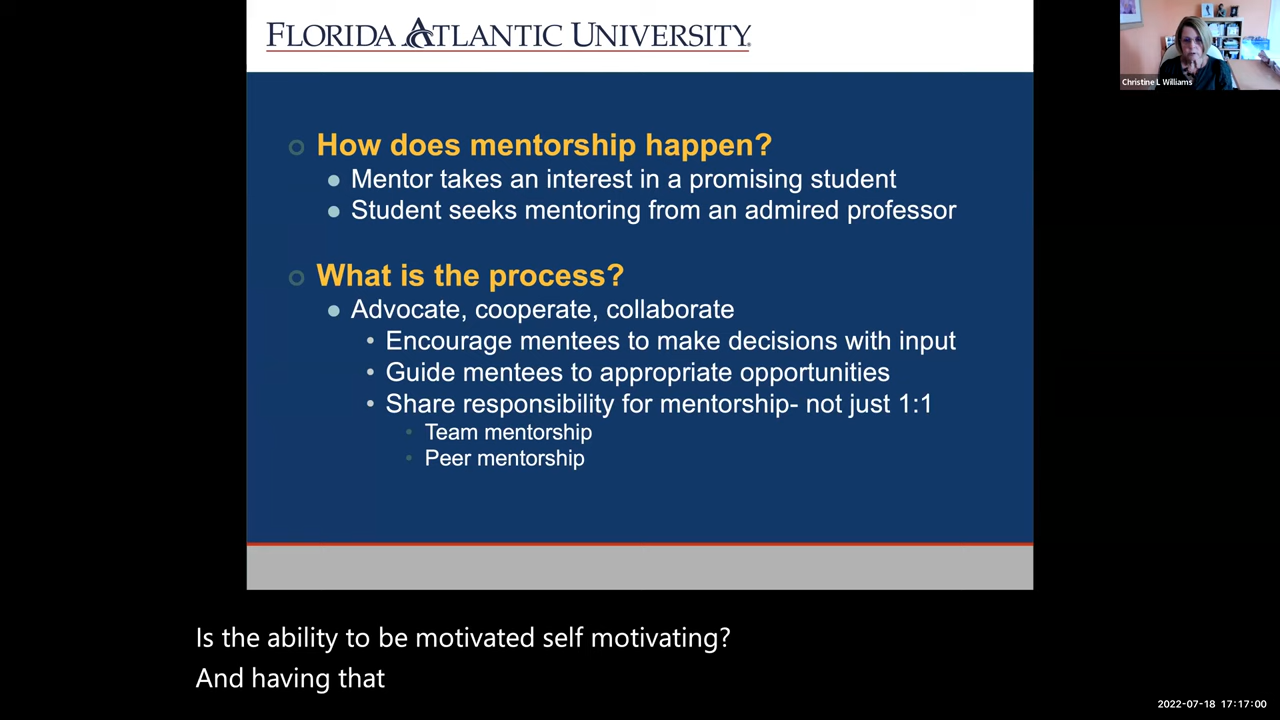 FLORIDA ATLANTIC UNIVERSITY
Christine L Williams
How does mentorship happen?
Mentor takes an interest in a promising student
Student seeks mentoring from an admired professor
What is the process?
Advocate, cooperate, collaborate
Encourage mentees to make decisions with input
Guide mentees to appropriate opportunities
Share responsibility for mentorship- not just 1:1
Team mentorship
Peer mentorship
Is the ability to be motivated self motivating?
And having that
2022-07-18 17:17:00